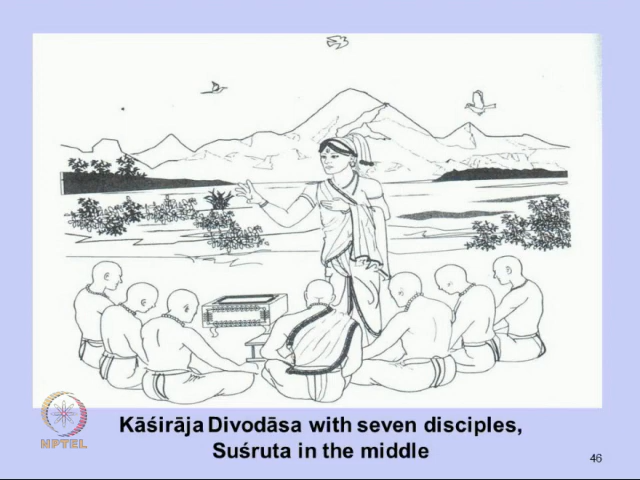 Kāśirāja Divodāsa with seven disciples,
Suśruta in the middle
NPTEL
46